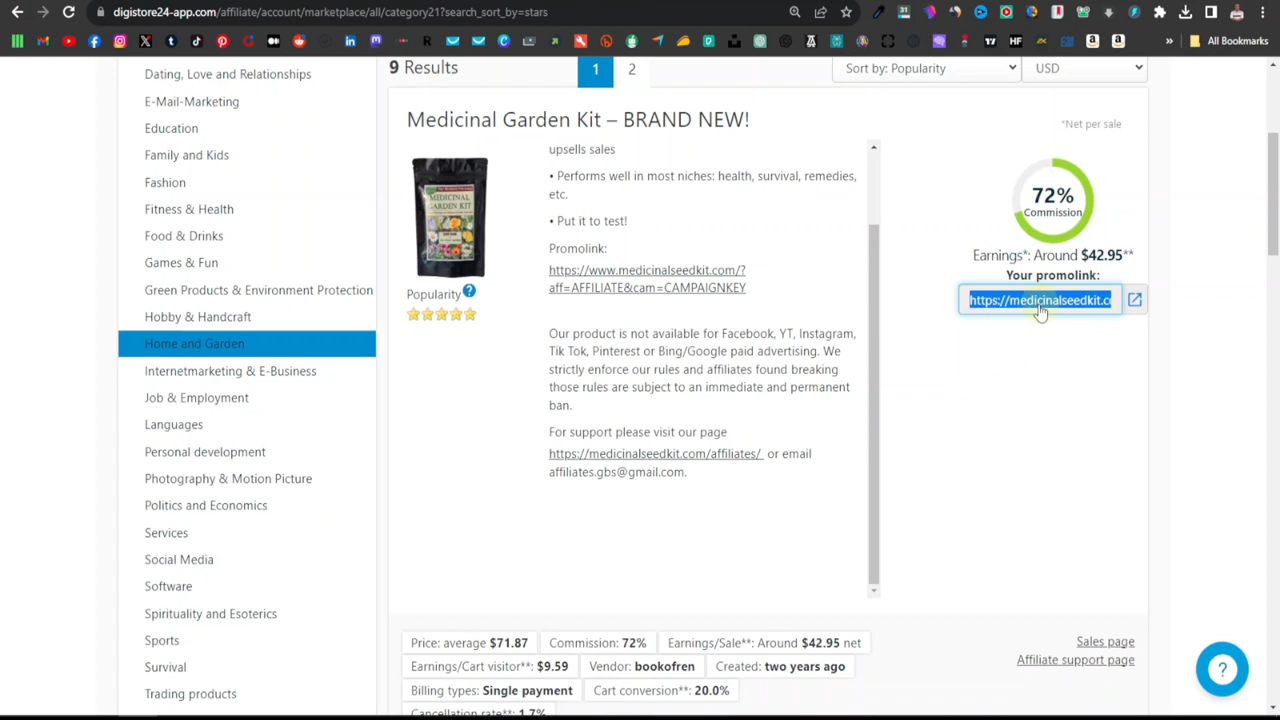 digistore24-app.com/affiliate/account/marketplace/all/category21?search_sort_by=stars
All Bookmarks
Dating, Love and Relationships
E-Mail-Marketing
Education
Family and Kids
Fashion
Fitness & Health
Food & Drinks
Games & Fun
Green Products & Environment Protection
Hobby & Handcraft
Home and Garden
Internetmarketing & E-Business
Job & Employment
Languages
Personal development
Photography & Motion Picture
Politics and Economics
Services
Social Media
Software
Spirituality and Esoterics
Sports
Survival
Trading products
9 Results
1 2
Sort by: Popularity
USD
Medicinal Garden Kit – BRAND NEW!
MEDICINAL
GARDEN KIT
Popularity
upsells sales
• Performs well in most niches: health, survival, remedies,
etc.
• Put it to test!
Promolink:
https://www.medicinalseedkit.com/?
aff=AFFILIATE&cam=CAMPAIGNKEY
Our product is not available for Facebook, YT, Instagram,
Tik Tok, Pinterest or Bing/Google paid advertising. We
strictly enforce our rules and affiliates found breaking
those rules are subject to an immediate and permanent
ban.
For support please visit our page
https://medicinalseedkit.com/affiliates/ or email
affiliates.gbs@gmail.com.
*Net per sale
72%
Commission
Earnings*: Around $42.95**
Your promolink:
https://medicinalseedkit.c
Price: average $71.87 Commission: 72% Earnings/Sale**: Around $42.95 net
Earnings/Cart visitor**: $9.59 Vendor: bookofren Created: two years ago
Billing types: Single payment Cart conversion**: 20.0%
Cancellation rate**: 1.7%
Sales page
Affiliate support page